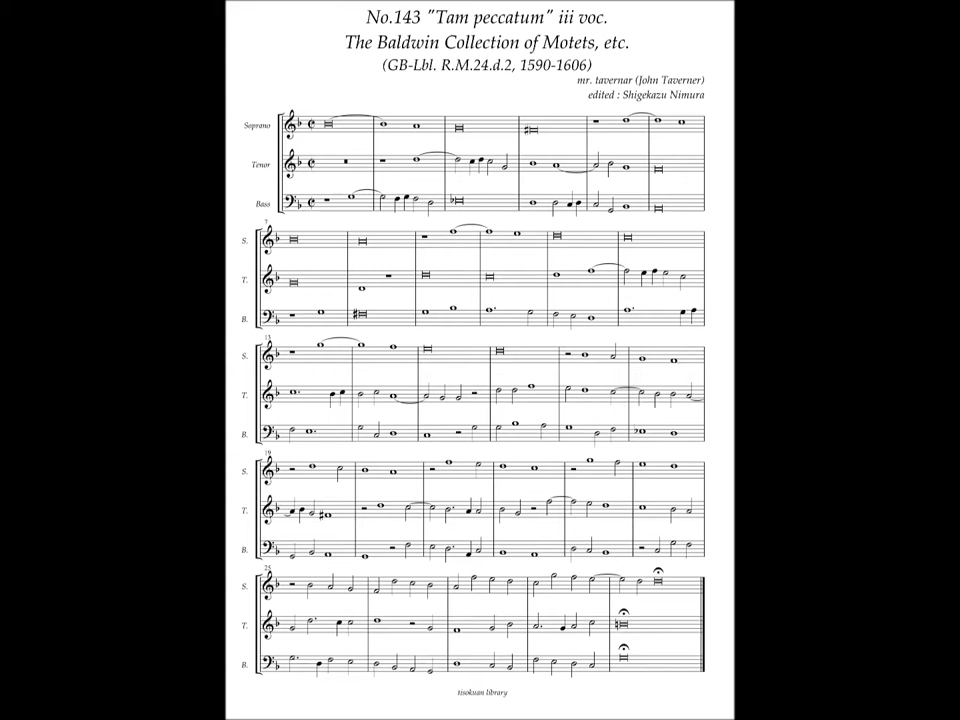 No.143 "Tam peccatum" iii voc.
The Baldwin Collection of Motets, etc.
(GB-Lbl. R.M.24.d.2, 1590-1606)
mr. tavernar (John Taverner)
edited : Shigekazu Nimura
Soprano
Tenor
Bass
7
S.
T.
B.
13
S.
T.
B.
19
S.
T.
B.
25
S.
T.
B.
tisokuan library